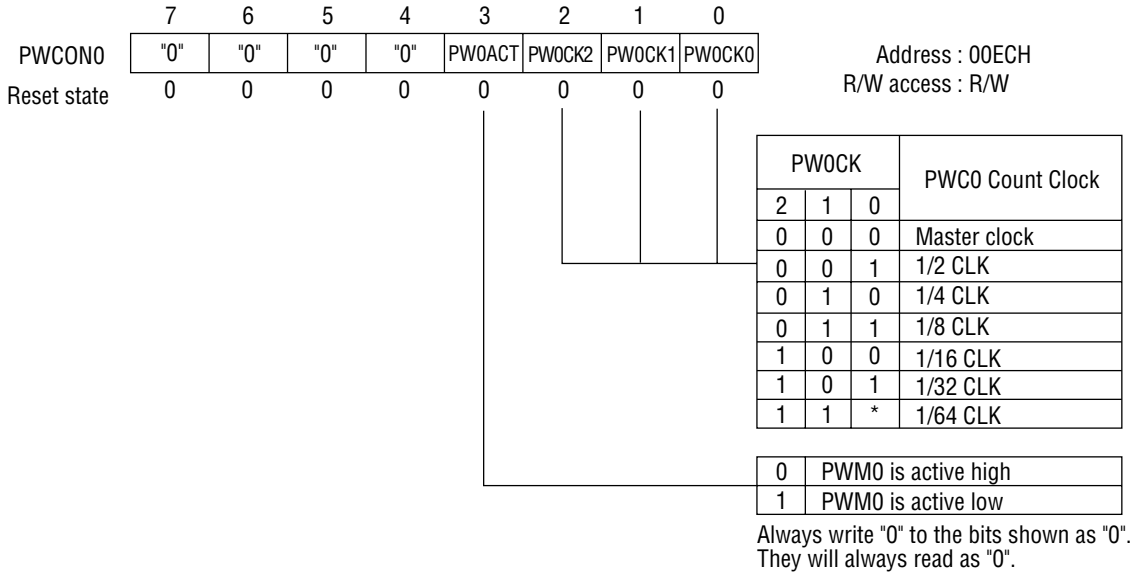 7 6 5 4 3 2 1 0
PWCON0 "0" "0" "0" "0" PW0ACT PW0CK2 PW0CK1 PW0CK0 Address : 00ECH
Reset state 0 0 0 0 0 0 0 0 R/W access : R/W
PW0CK PWC0 Count Clock
2 1 0
0 0 0 Master clock
0 0 1 1/2 CLK
0 1 0 1/4 CLK
0 1 1 1/8 CLK
1 0 0 1/16 CLK
1 0 1 1/32 CLK
1 1 * 1/64 CLK
0 PWM0 is active high
1 PWM0 is active low
Always write "0" to the bits shown as "0".
They will always read as "0".